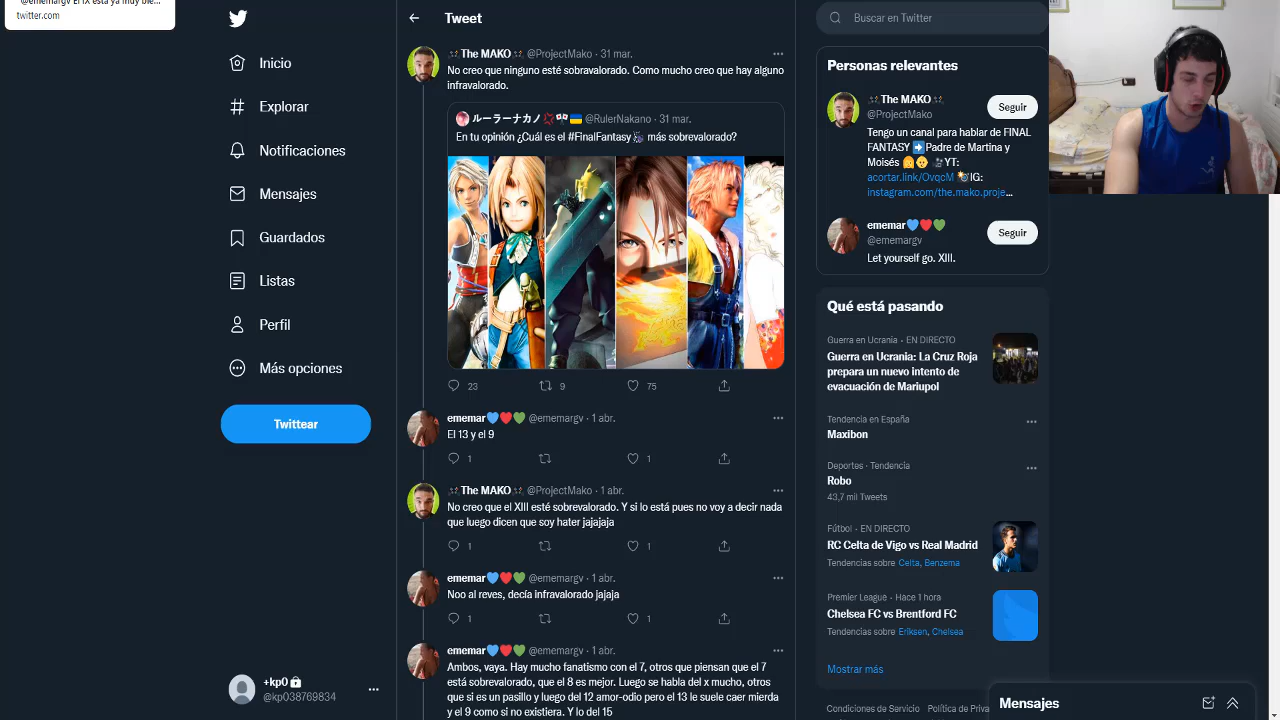 @ememargv El IX está ya muy ble...
twitter.com
Inicio
Explorar
Notificaciones
Mensajes
Guardados
Listas
Perfil
Más opciones
Twittear
+kp0
@kp038769834
Tweet
The MAKO @ProjectMako · 31 mar.
No creo que ninguno esté sobravalorado. Como mucho creo que hay alguno
infravalorado.
ルーラーナカノ @RulerNakano · 31 mar.
En tu opinión ¿Cuál es el #FinalFantasy más sobrevalorado?
23 9 75
ememar💙❤️💚 @ememargv · 1 abr.
El 13 y el 9
1 1
The MAKO @ProjectMako · 1 abr.
No creo que el XIII esté sobrevalorado. Y si lo está pues no voy a decir nada
que luego dicen que soy hater jajajaja
1 1
ememar💙❤️💚 @ememargv · 1 abr.
Noo al reves, decía infravalorado jajaja
1
ememar💙❤️💚 @ememargv · 1 abr.
Ambos, vaya. Hay mucho fanatismo con el 7, otros que piensan que el 7
está sobrevalorado, que el 8 es mejor. Luego se habla del x mucho, otros
que si es un pasillo y luego del 12 amor-odio pero el 13 le suele caer mierda
y el 9 como si no existiera. Y lo del 15
Buscar en Twitter
Personas relevantes
The MAKO
@ProjectMako
Seguir
Tengo un canal para hablar de FINAL
FANTASY ➡️Padre de Martina y
Moisés YT:
acortar.link/OvqcM IG:
instagram.com/the.mako.proje...
ememar💙❤️💚
@ememargv
Seguir
Let yourself go. XIII.
Qué está pasando
Guerra en Ucrania · EN DIRECTO
Guerra en Ucrania: La Cruz Roja
prepara un nuevo intento de
evacuación de Mariupol
Tendencia en España
Maxibon
Deportes · Tendencia
Robo
43,7 mil Tweets
Fútbol · EN DIRECTO
RC Celta de Vigo vs Real Madrid
Tendencias sobre Celta, Benzema
Premier League · Hace 1 hora
Chelsea FC vs Brentford FC
Tendencias sobre Eriksen, Chelsea
Mostrar más
Condiciones de Servicio Política de Priva
Mensajes